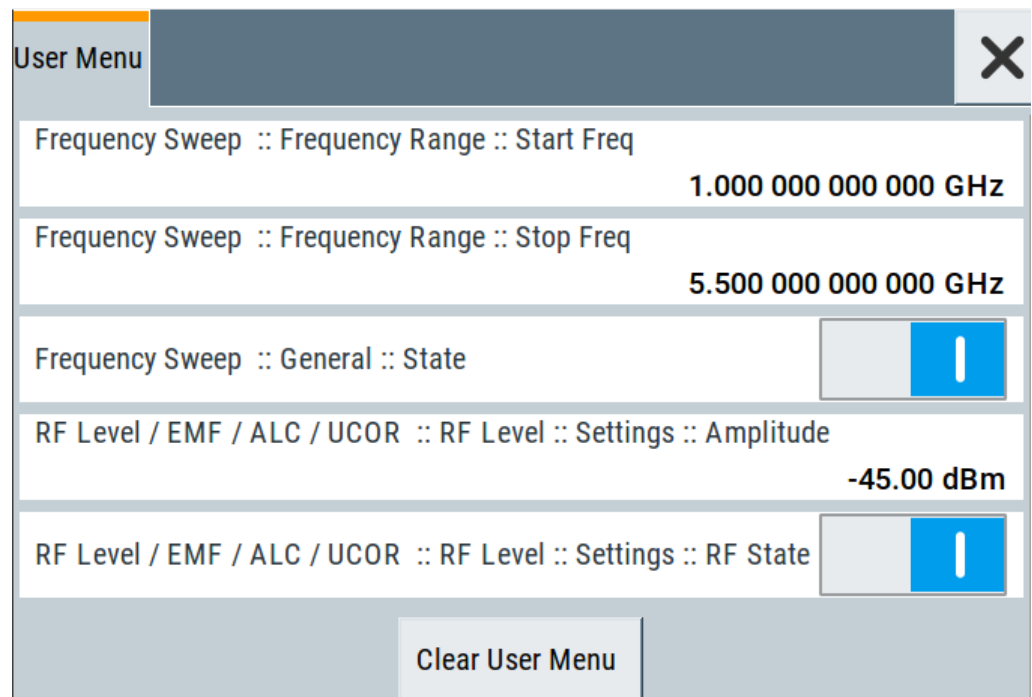 User Menu
Frequency Sweep :: Frequency Range :: Start Freq
1.000 000 000 000 GHz
Frequency Sweep :: Frequency Range :: Stop Freq
5.500 000 000 000 GHz
Frequency Sweep :: General :: State
RF Level / EMF / ALC / UCOR :: RF Level :: Settings :: Amplitude
-45.00 dBm
RF Level / EMF / ALC / UCOR :: RF Level :: Settings :: RF State
Clear User Menu